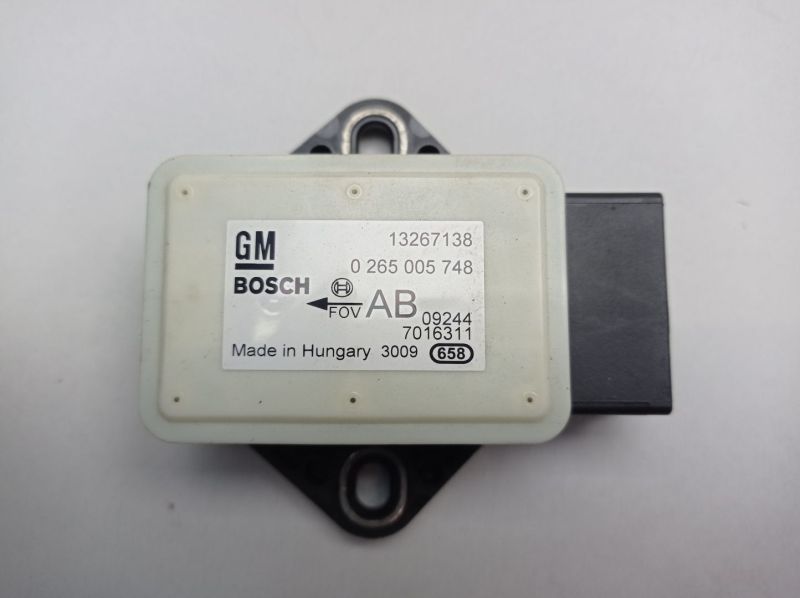 GM 13267138
BOSCH 0 265 005 748
FOV AB 09244
7016311
Made in Hungary 3009 658